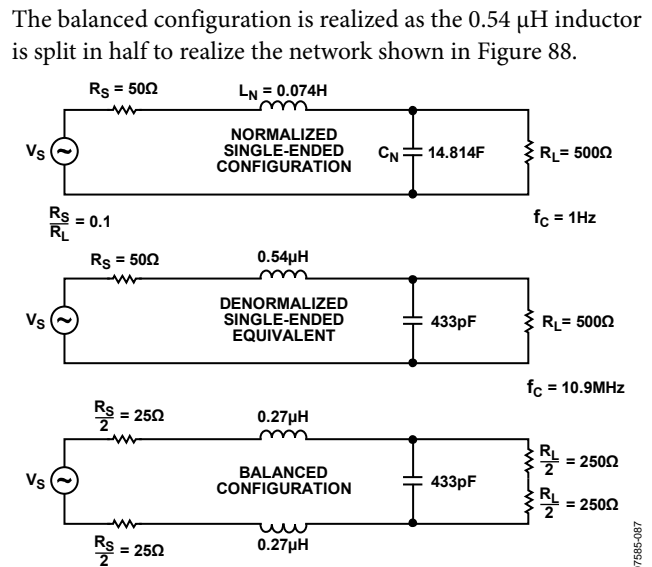 The balanced configuration is realized as the 0.54 µH inductor
is split in half to realize the network shown in Figure 88.
RS = 50Ω
LN = 0.074H
VS
NORMALIZED
SINGLE-ENDED
CONFIGURATION
CN
14.814F
RL= 500Ω
RS
RL
= 0.1
fC = 1Hz
RS = 50Ω
0.54µH
VS
DENORMALIZED
SINGLE-ENDED
EQUIVALENT
433pF
RL= 500Ω
fC = 10.9MHz
RS
2
= 25Ω
0.27µH
VS
BALANCED
CONFIGURATION
433pF
RL
2
= 250Ω
RL
2
= 250Ω
RS
2
= 25Ω
0.27µH
07585-087